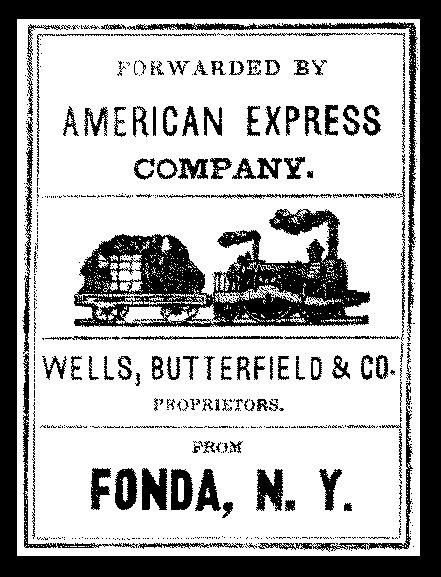 FORWARDED BY
AMERICAN EXPRESS
COMPANY.
WELLS, BUTTERFIELD & CO.
PROPRIETORS.
FROM
FONDA, N. Y.